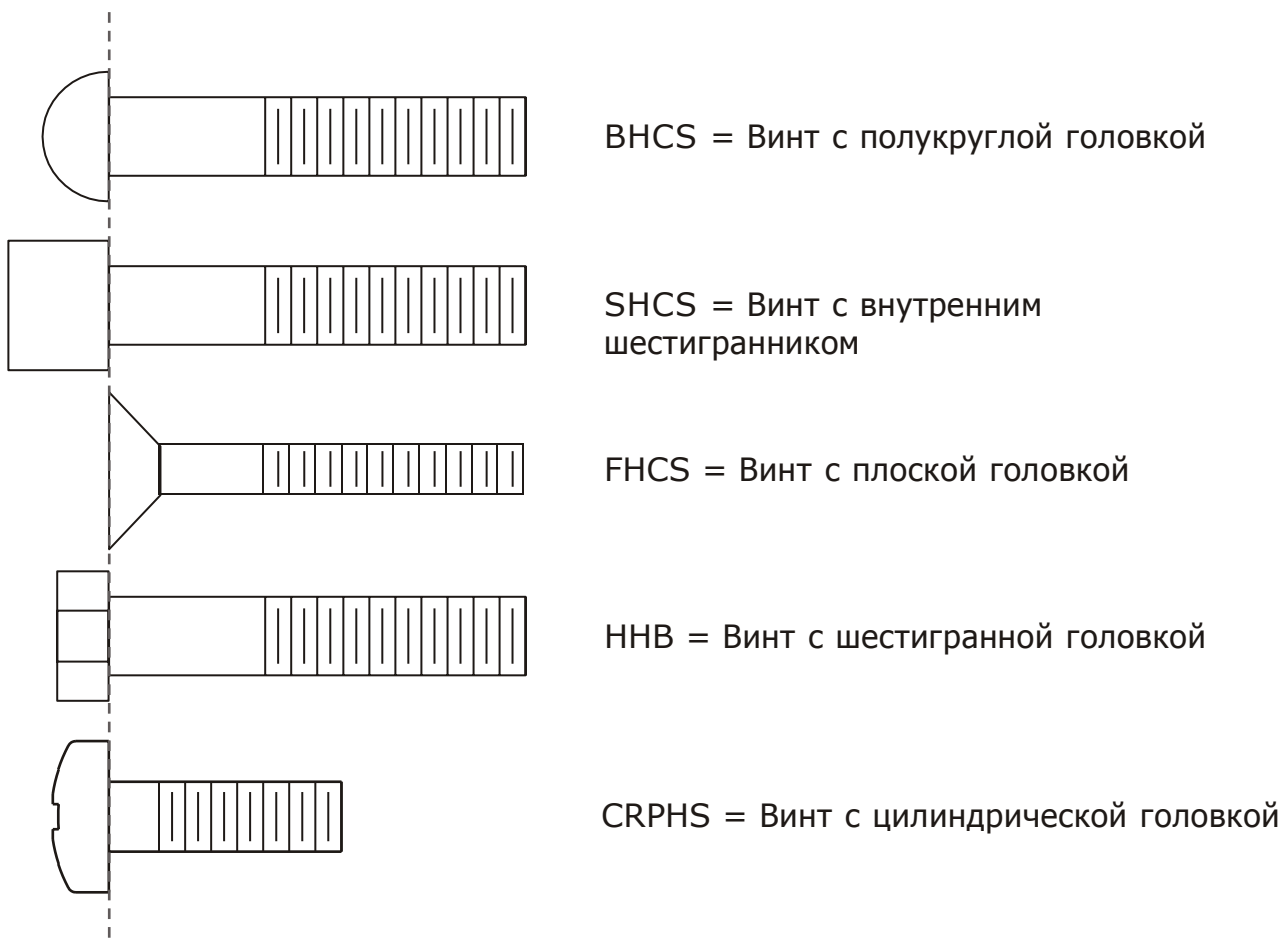 BHCS = Винт с полукруглой головкой
SHCS = Винт с внутренним
шестигранником
FHCS = Винт с плоской головкой
HHB = Винт с шестигранной головкой
CRPHS = Винт с цилиндрической головкой